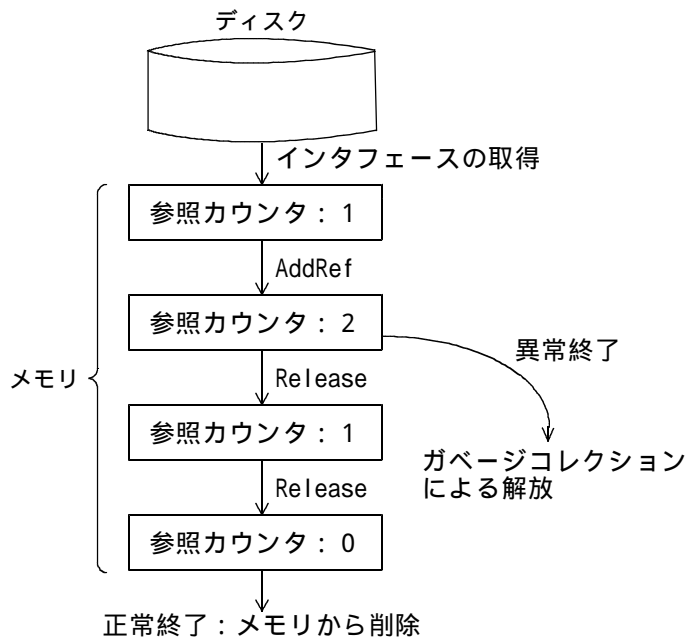 ディスク
インタフェースの取得
参照カウンタ：1
AddRef
参照カウンタ：2
異常終了
メモリ
Release
参照カウンタ：1
ガベージコレクション
による解放
Release
参照カウンタ：0
正常終了：メモリから削除